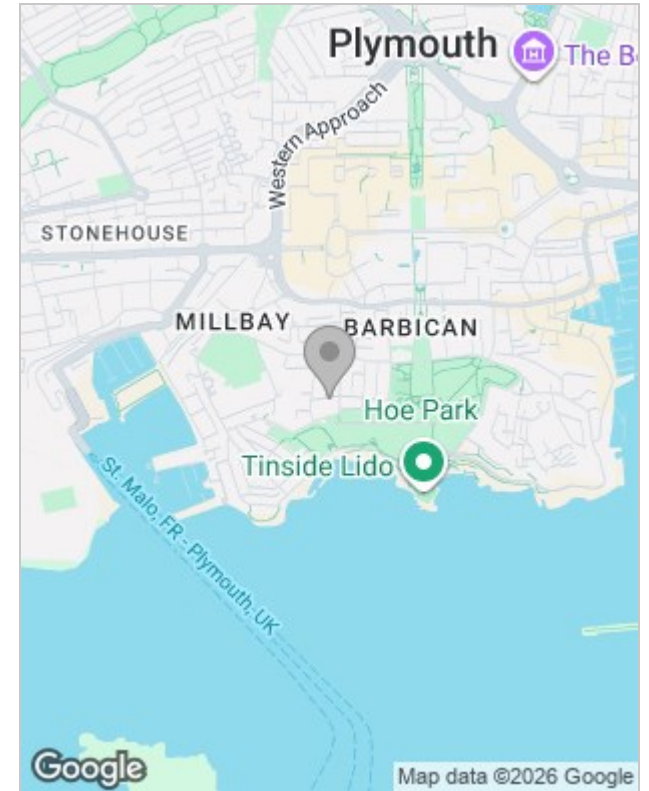 Plymouth
The B
Western Approach
STONEHOUSE
MILLBAY
BARBICAN
Hoe Park
Tinside Lido
St. Malo, FR - Plymouth, UK
Google
Map data ©2026 Google